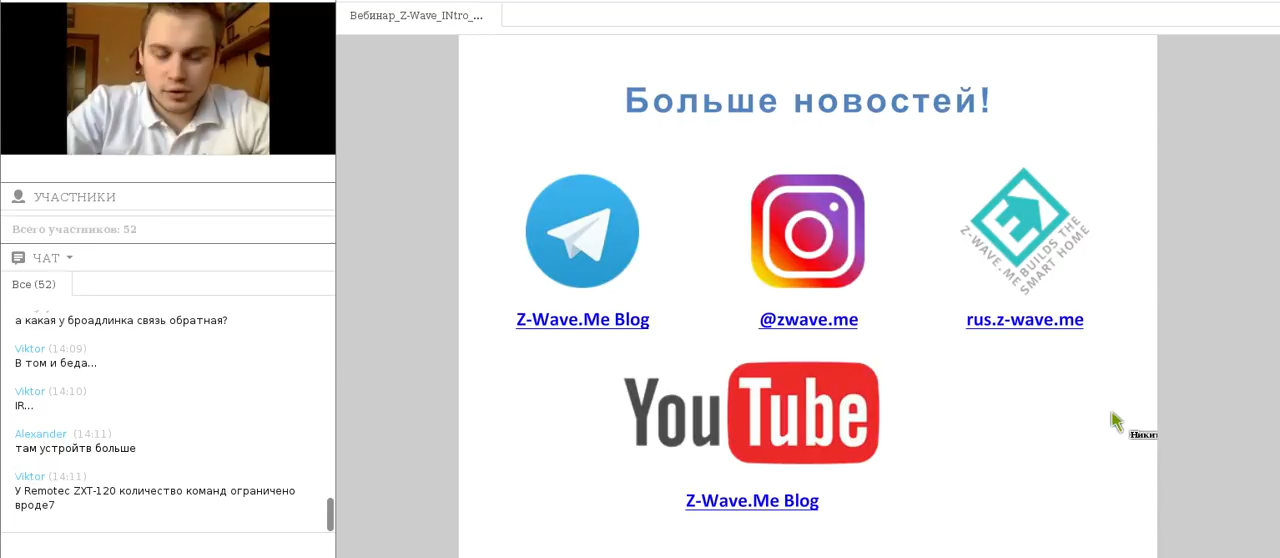 Вебинар_Z-Wave_INtro_...
Больше новостей!
Z-WAVE.ME BUILDS THE
SMART HOME
Z-Wave.Me Blog
@zwave.me
rus.z-wave.me
YouTube
Z-Wave.Me Blog
УЧАСТНИКИ
Всего участников: 52
ЧАТ
Все (52)
а какая у броадлинка связь обратная?
Viktor (14:09)
В том и беда...
Viktor (14:10)
IR...
Alexander (14:11)
там устройтв больше
Viktor (14:11)
У Remotec ZXT-120 количество команд ограничено
вроде7